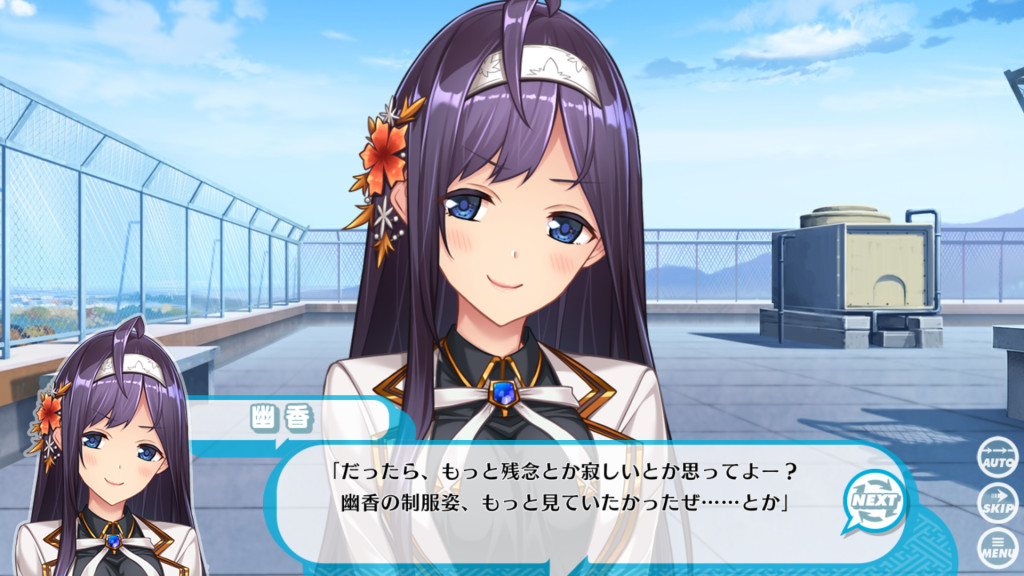 幽香
「だったら、もっと残念とか寂しいとか思ってよー？
幽香の制服姿、もっと見ていたかったぜ……とか」
NEXT
AUTO
SKIP
MENU